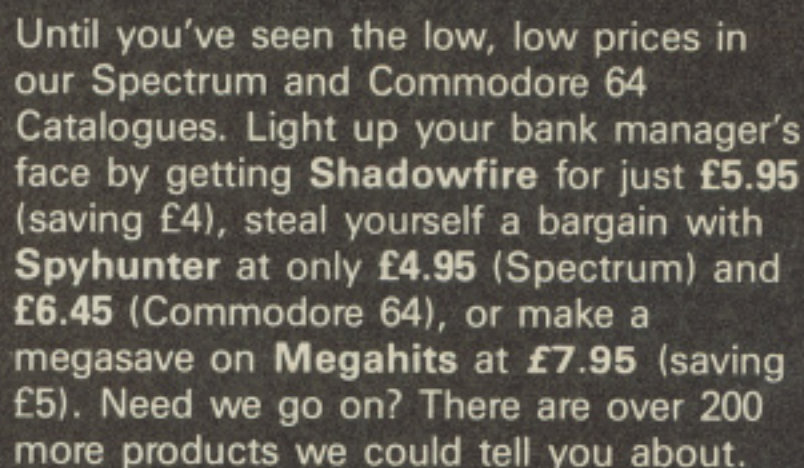 Until you've seen the low, low prices in
our Spectrum and Commodore 64
Catalogues. Light up your bank manager's
face by getting Shadowfire for just £5.95
(saving £4), steal yourself a bargain with
Spyhunter at only £4.95 (Spectrum) and
£6.45 (Commodore 64), or make a
megasave on Megahits at £7.95 (saving
£5). Need we go on? There are over 200
more products we could tell you about.